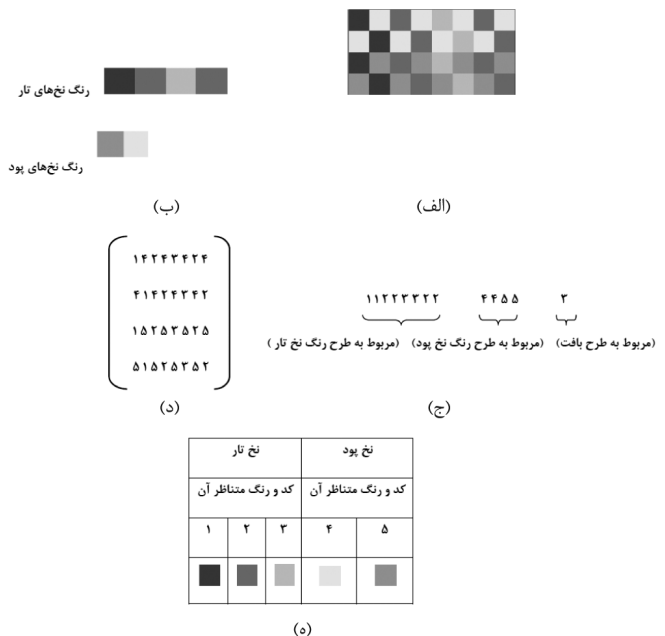 رنگ نخ‌های تار
رنگ نخ‌های پود
(الف)
(ب)
۱۱۲۲۳۳۲۲ ۴۴۵۵ ۳
(مربوط به طرح بافت) (مربوط به طرح رنگ نخ پود) (مربوط به طرح رنگ نخ تار)
(ج)
۱۴۲۴۳۴۲۴
۴۱۴۲۴۳۴۲
۱۵۲۵۳۵۲۵
۵۱۵۲۵۳۵۲
(د)
نخ تار نخ پود
کد و رنگ متناظر آن کد و رنگ متناظر آن
۱ ۲ ۳ ۴ ۵
(ه)